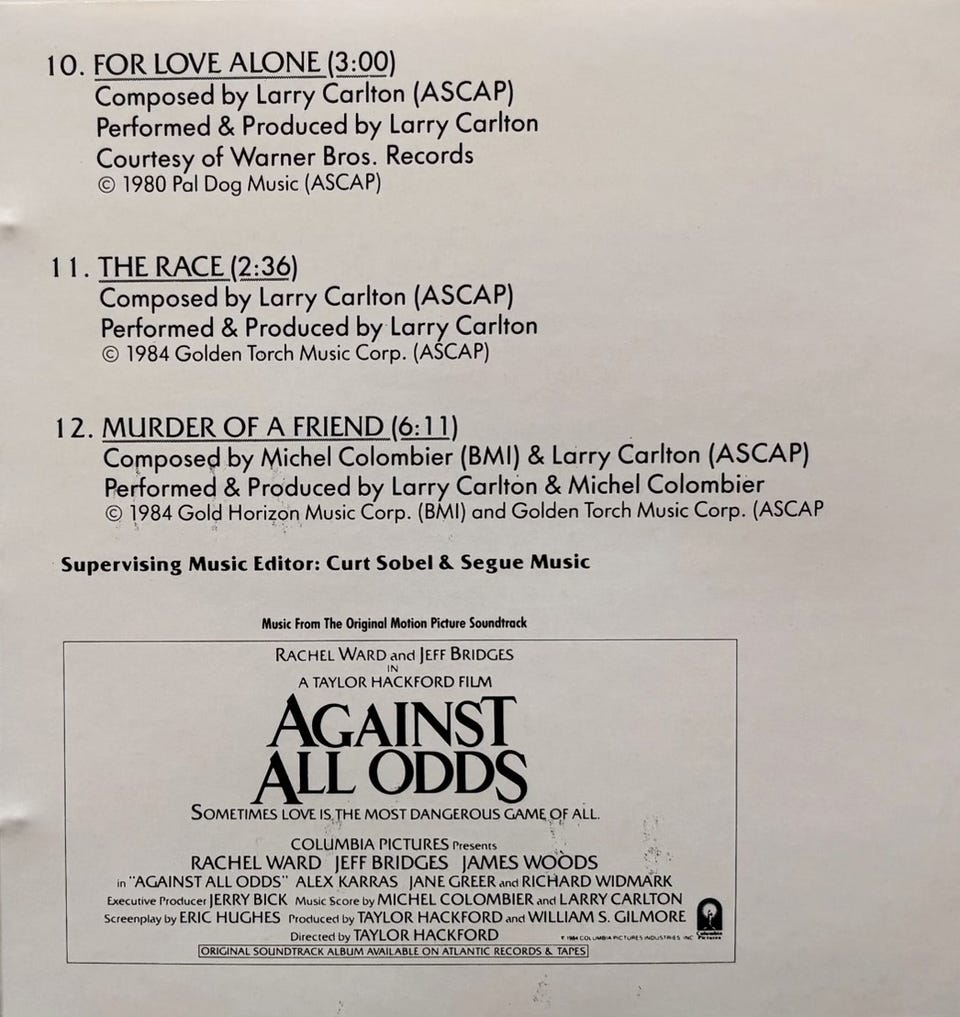 10. FOR LOVE ALONE (3:00)
Composed by Larry Carlton (ASCAP)
Performed & Produced by Larry Carlton
Courtesy of Warner Bros. Records
© 1980 Pal Dog Music (ASCAP)
11. THE RACE (2:36)
Composed by Larry Carlton (ASCAP)
Performed & Produced by Larry Carlton
© 1984 Golden Torch Music Corp. (ASCAP)
12. MURDER OF A FRIEND (6:11)
Composed by Michel Colombier (BMI) & Larry Carlton (ASCAP)
Performed & Produced by Larry Carlton & Michel Colombier
© 1984 Gold Horizon Music Corp. (BMI) and Golden Torch Music Corp. (ASCAP
Supervising Music Editor: Curt Sobel & Segue Music
Music From The Original Motion Picture Soundtrack
RACHEL WARD and JEFF BRIDGES
IN
A TAYLOR HACKFORD FILM
AGAINST
ALL ODDS
SOMETIMES LOVE IS THE MOST DANGEROUS GAME OF ALL.
COLUMBIA PICTURES Presents
RACHEL WARD JEFF BRIDGES JAMES WOODS
in "AGAINST ALL ODDS" ALEX KARRAS JANE GREER and RICHARD WIDMARK
Executive Producer JERRY BICK Music Score by MICHEL COLOMBIER and LARRY CARLTON
Screenplay by ERIC HUGHES Produced by TAYLOR HACKFORD and WILLIAM S. GILMORE
Directed by TAYLOR HACKFORD
© 1984 COLUMBIA PICTURES INDUSTRIES INC
Columbia
Pictures
ORIGINAL SOUNDTRACK ALBUM AVAILABLE ON ATLANTIC RECORDS & TAPES